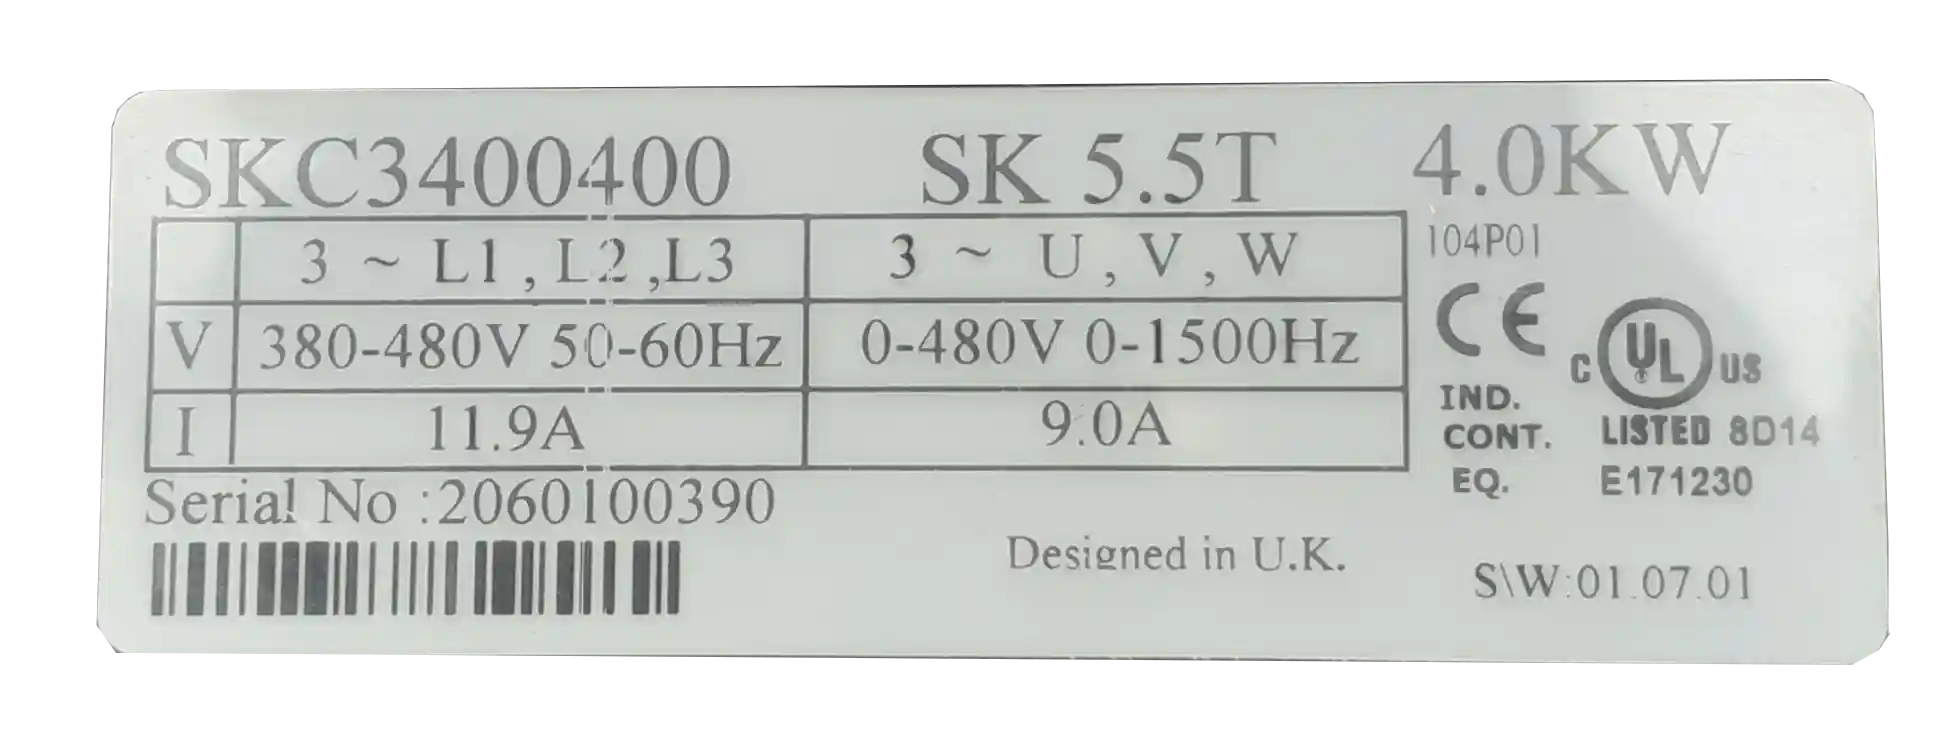 SKC3400400 SK 5.5T 4.0KW
104P01
3 ~ L1 , L2 ,L3 3 ~ U , V , W
V 380-480V 50-60Hz 0-480V 0-1500Hz
I 11.9A 9.0A
CE
C UL US
IND.
CONT.
EQ.
LISTED 8D14
E171230
Serial No :2060100390
Designed in U.K.
S\W:01.07.01